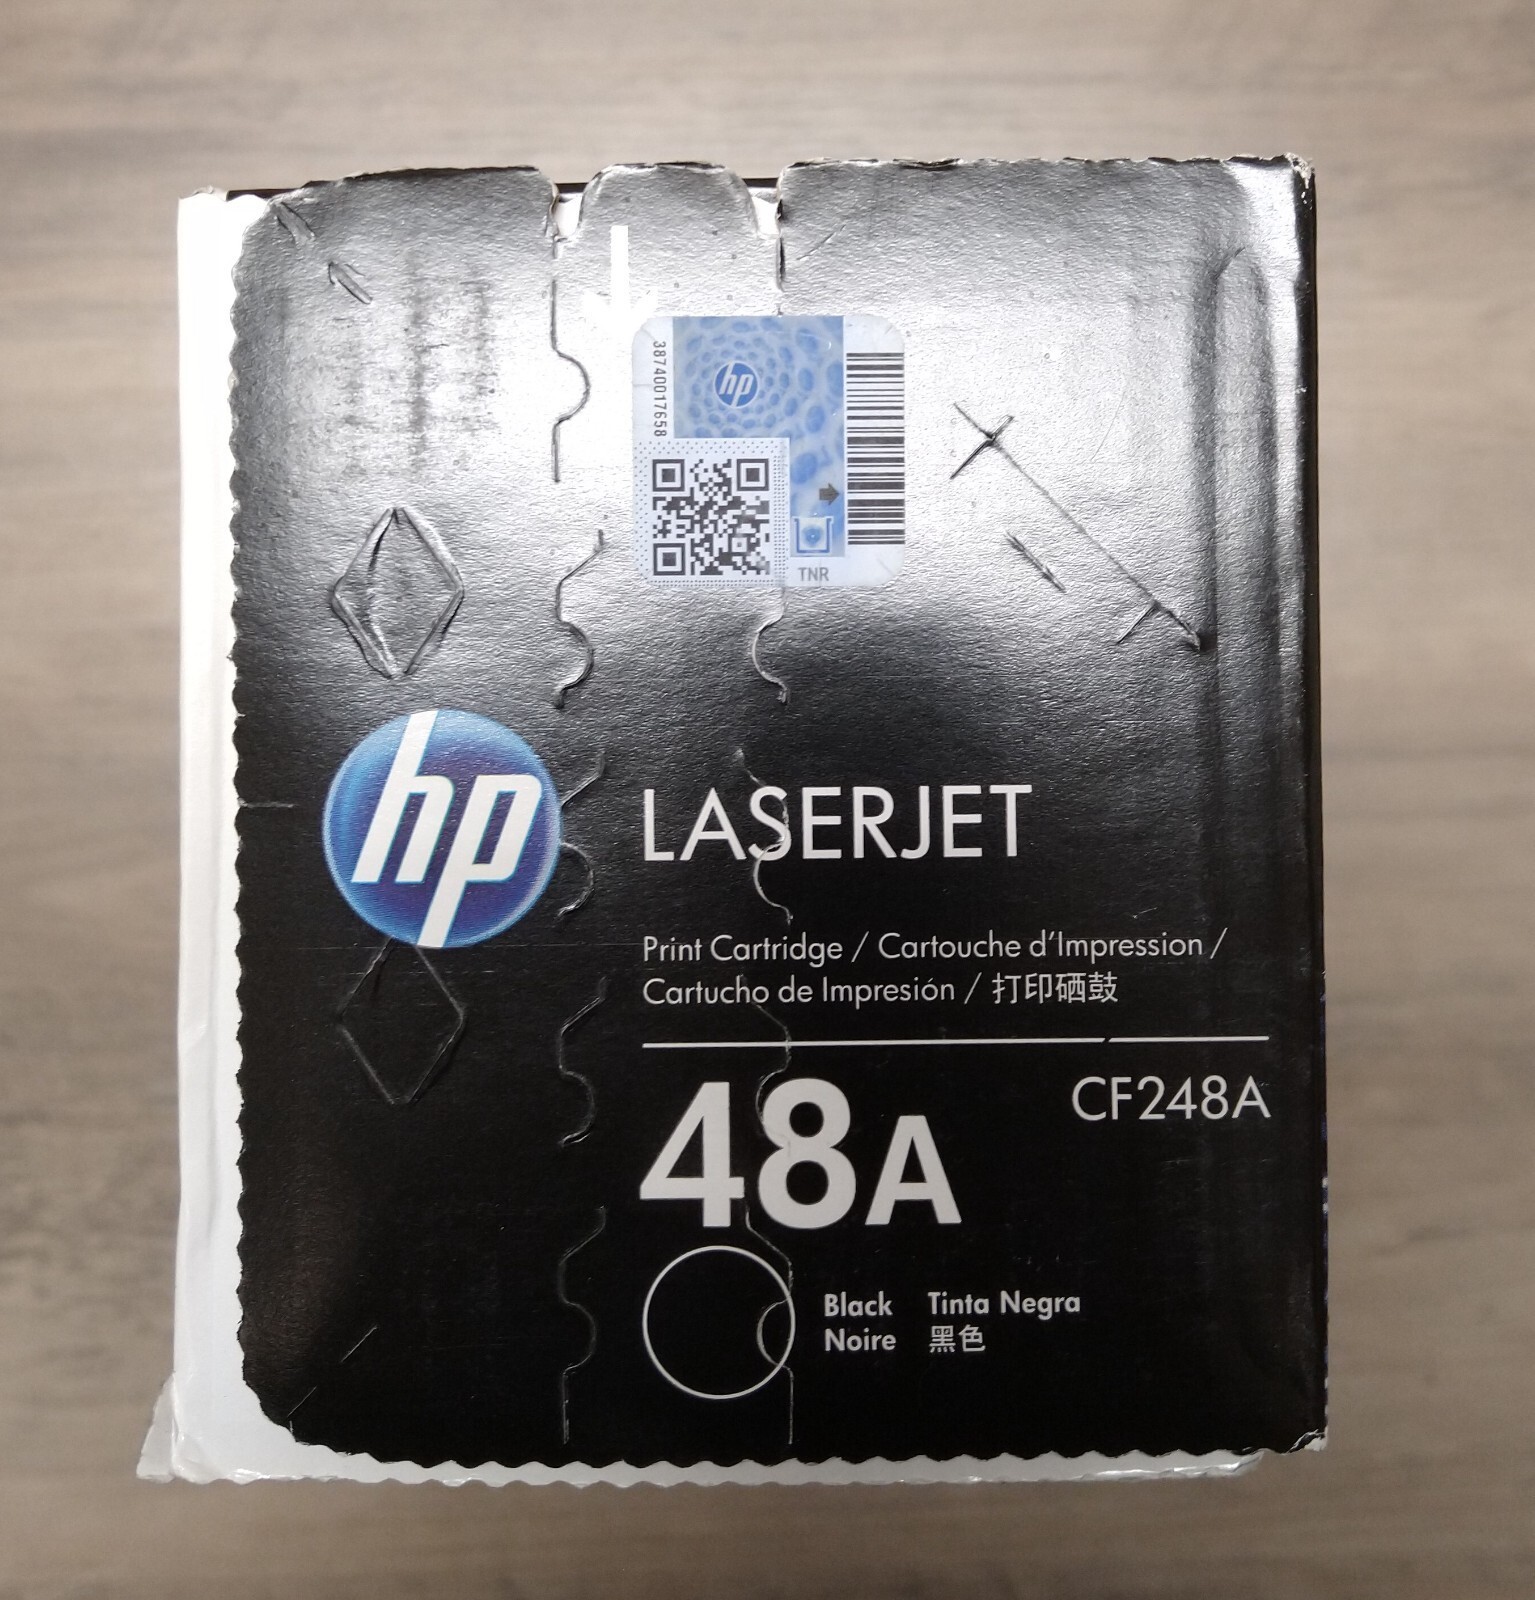 38740017658
hp
TNR
hp
LASERJET
Print Cartridge / Cartouche d'Impression /
Cartucho de Impresión / 打印硒鼓
48A
CF248A
Black Tinta Negra
Noire 黑色